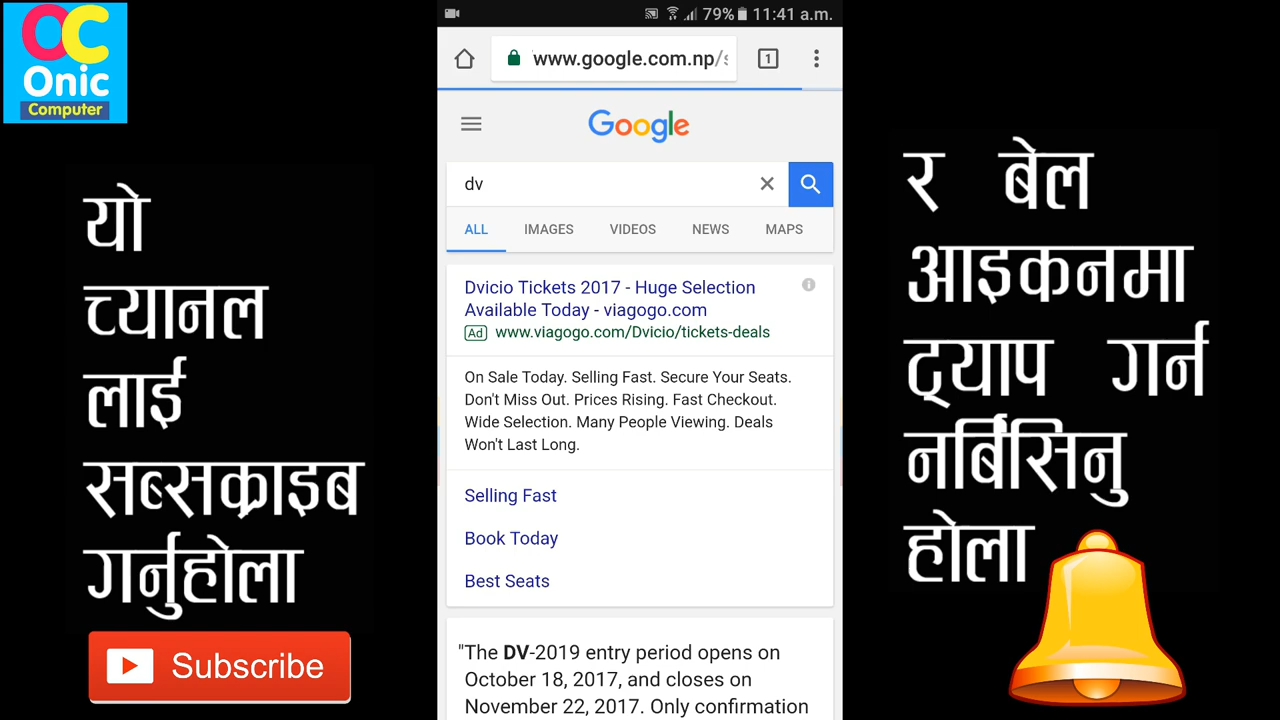 OC
Onic
Computer
यो
च्यानल
लाई
सब्सक्राइब
गर्नुहोला
Subscribe
79% 11:41 a.m.
www.google.com.np/s
1
Google
dv
ALL IMAGES VIDEOS NEWS MAPS
Dvicio Tickets 2017 - Huge Selection
Available Today - viagogo.com
Ad www.viagogo.com/Dvicio/tickets-deals
On Sale Today. Selling Fast. Secure Your Seats.
Don't Miss Out. Prices Rising. Fast Checkout.
Wide Selection. Many People Viewing. Deals
Won't Last Long.
Selling Fast
Book Today
Best Seats
"The DV-2019 entry period opens on
October 18, 2017, and closes on
November 22, 2017. Only confirmation
र बेल
आइकनमा
ट्याप गर्न
नर्बिसिनु
होला